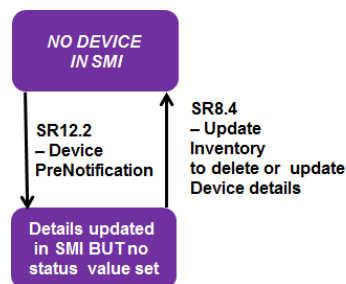 NO DEVICE
IN SMI
SR12.2
– Device
PreNotification
SR8.4
– Update
Inventory
to delete or update
Device details
Details updated
in SMI BUT no
status value set